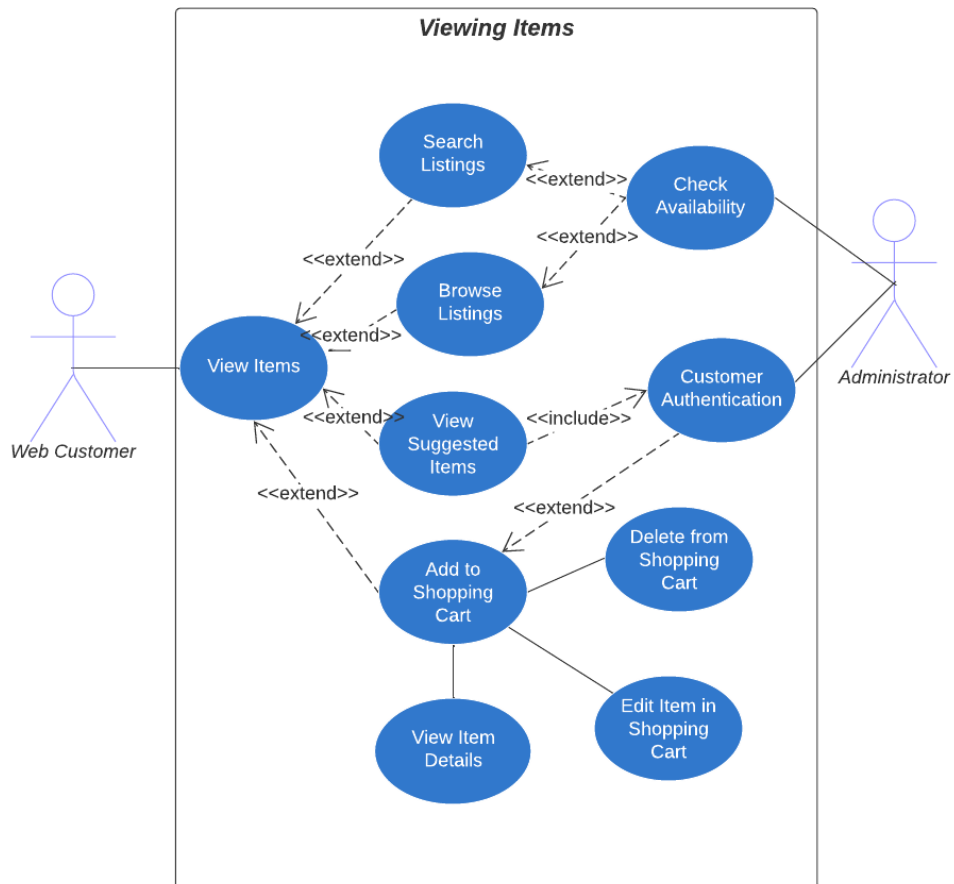 Viewing Items
Search
Listings
<<extend>>
Check
Availability
<<extend>>
<<extend>>
Browse
Listings
<<extend>>
View Items
Customer
Authentication
Administrator
<<extend>>
View
Suggested
Items
<<include>>
Web Customer
<<extend>>
<<extend>>
Delete from
Shopping
Cart
Add to
Shopping
Cart
Edit Item in
Shopping
Cart
View Item
Details